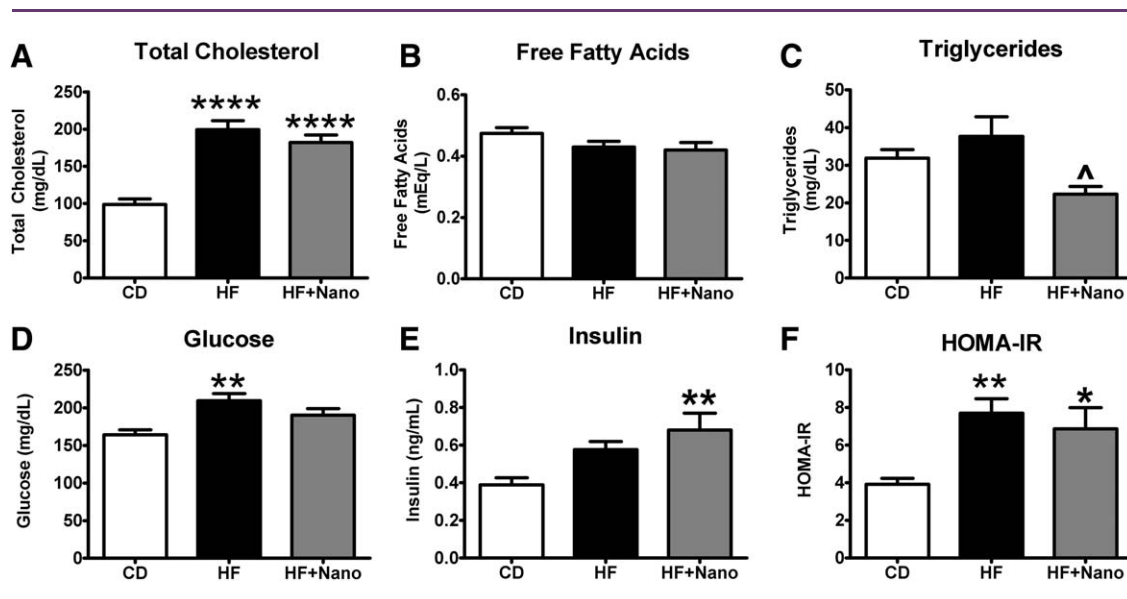 A Total Cholesterol
Total Cholesterol
(mg/dL)
250
200
150
100
50
0
****
****
CD HF HF+Nano
B Free Fatty Acids
Free Fatty Acids
(mEq/L)
0.6
0.4
0.2
0.0
CD HF HF+Nano
C Triglycerides
Triglycerides
(mg/dL)
50
40
30
20
10
0
^
CD HF HF+Nano
D Glucose
Glucose (mg/dL)
250
200
150
100
50
0
**
CD HF HF+Nano
E Insulin
Insulin (ng/mL)
1.0
0.8
0.6
0.4
0.2
0.0
**
CD HF HF+Nano
F HOMA-IR
HOMA-IR
10
8
6
4
2
0
**
*
CD HF HF+Nano